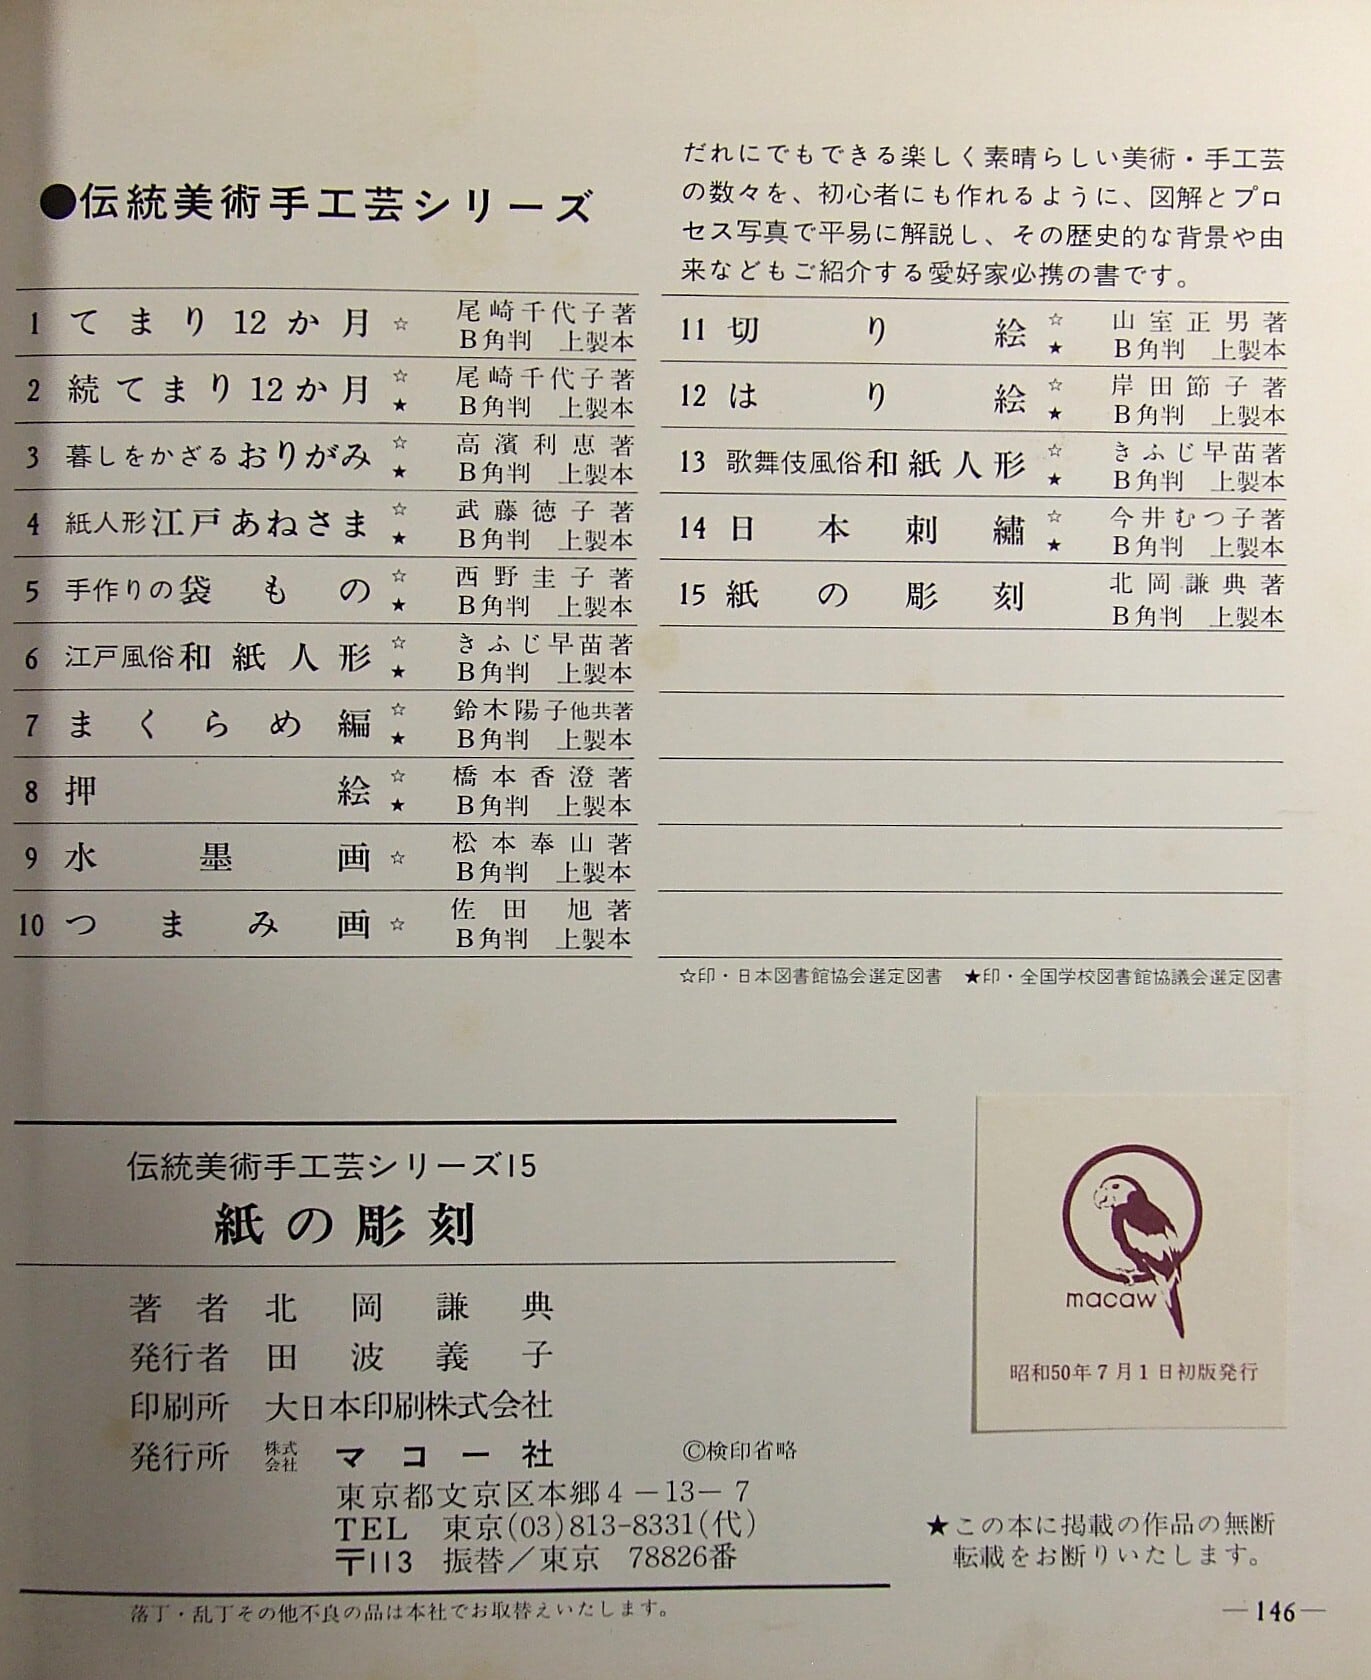 ●伝統美術手工芸シリーズ
だれにでもできる楽しく素晴らしい美術・手工芸
の数々を、初心者にも作れるように、図解とプロ
セス写真で平易に解説し、その歴史的な背景や由
来などもご紹介する愛好家必携の書です。
1 てまり12か月 ☆ 尾崎千代子著
B角判 上製本
2 続てまり12か月 ☆ 尾崎千代子著
★ B角判 上製本
3 暮しをかざるおりがみ ☆ 高濱利恵著
★ B角判 上製本
4 紙人形江戸あねさま ☆ 武藤徳子著
★ B角判 上製本
5 手作りの袋もの ☆ 西野圭子著
★ B角判 上製本
6 江戸風俗和紙人形 ☆ きふじ早苗著
★ B角判 上製本
7 まくらめ編 ☆ 鈴木陽子他共著
★ B角判 上製本
8 押絵 ☆ 橋本香澄著
★ B角判 上製本
9 水墨画 ☆ 松本奉山著
B角判 上製本
10 つまみ画 ☆ 佐田旭著
B角判 上製本
11 切り絵 ☆ 山室正男著
★ B角判 上製本
12 はり絵 ☆ 岸田節子著
★ B角判 上製本
13 歌舞伎風俗和紙人形 ☆ きふじ早苗著
★ B角判 上製本
14 日本刺繡 ☆ 今井むつ子著
★ B角判 上製本
15 紙の彫刻 北岡謙典著
B角判 上製本
☆印・日本図書館協会選定図書 ★印・全国学校図書館協議会選定図書
伝統美術手工芸シリーズ15
紙の彫刻
著者 北岡謙典
発行者 田波義子
印刷所 大日本印刷株式会社
発行所 株式会社 マコー社 ©検印省略
東京都文京区本郷4-13-7
TEL 東京(03)813-8331(代)
〒113 振替／東京 78826番
落丁・乱丁その他不良の品は本社でお取替えいたします。
macaw
昭和50年7月1日初版発行
★この本に掲載の作品の無断
転載をお断りいたします。
—146—